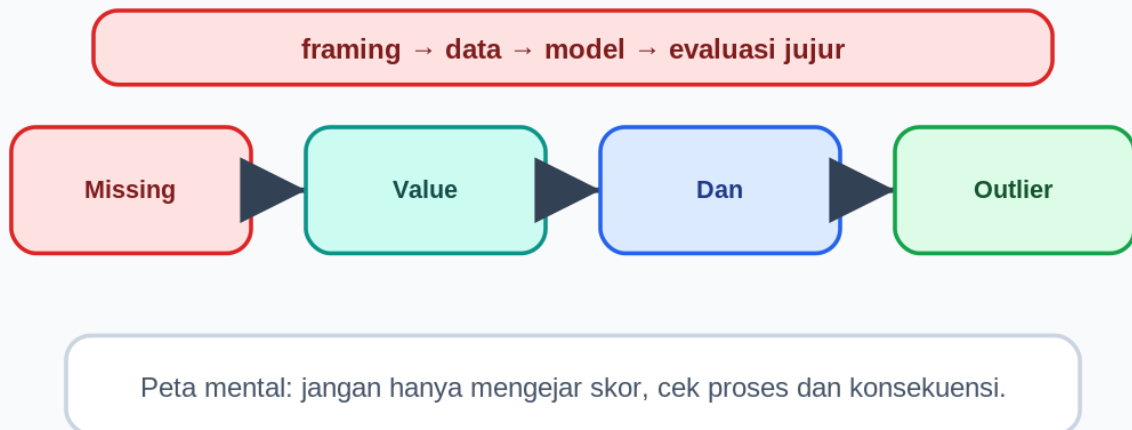 framing → data → model → evaluasi jujur
Missing
Value
Dan
Outlier
Peta mental: jangan hanya mengejar skor, cek proses dan konsekuensi.